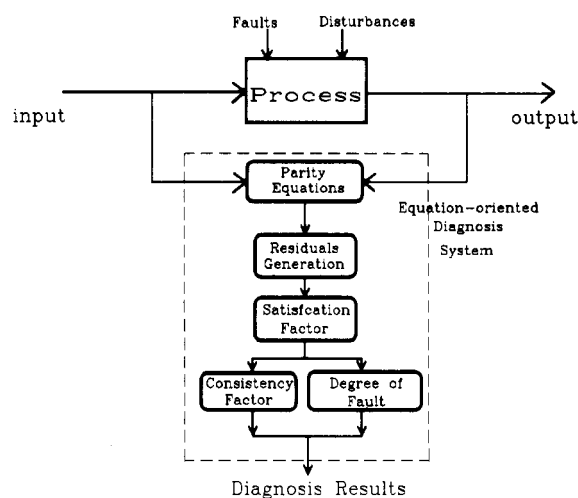 Faults
Disturbances
Process
input
output
Parity
Equations
Equation-oriented
Diagnosis
System
Residuals
Generation
Satisfcation
Factor
Consistency
Factor
Degree of
Fault
Diagnosis Results